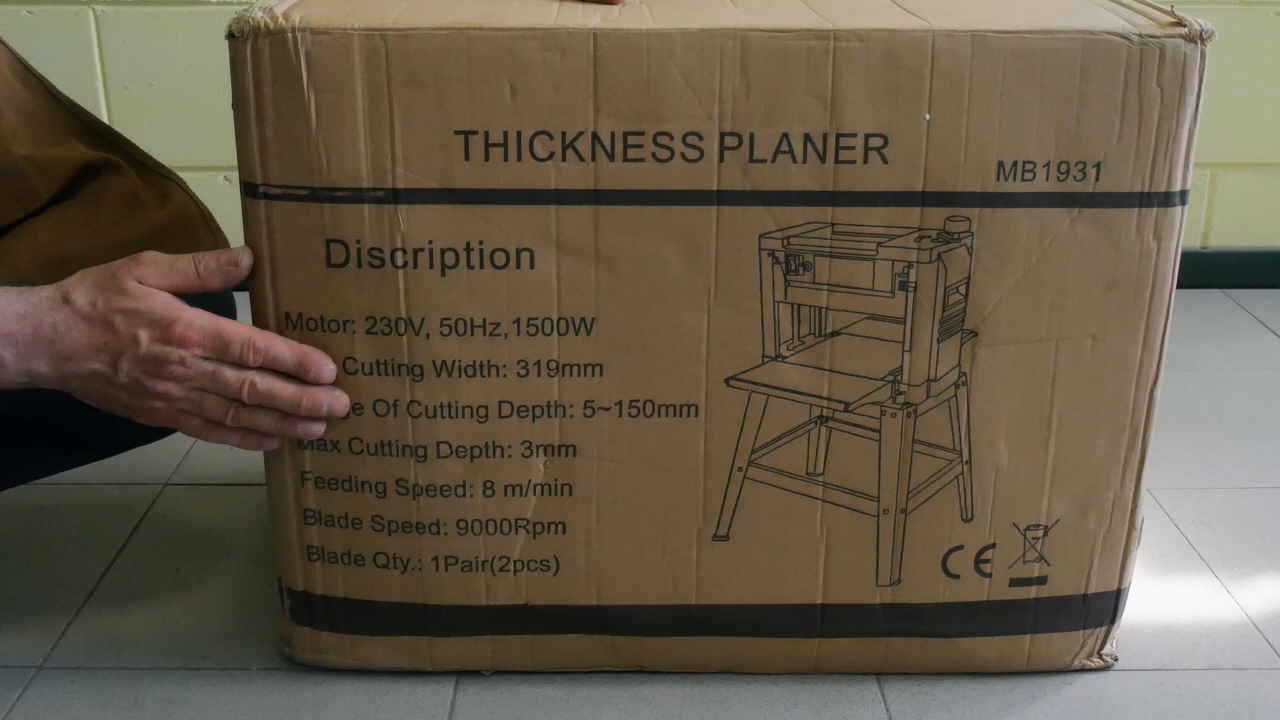 THICKNESS PLANER
MB1931
Discription
Motor: 230V, 50Hz,1500W
Cutting Width: 319mm
Of Cutting Depth: 5~150mm
Max Cutting Depth: 3mm
Feeding Speed: 8 m/min
Blade Speed: 9000Rpm
Blade Qty.: 1Pair(2pcs)
CE